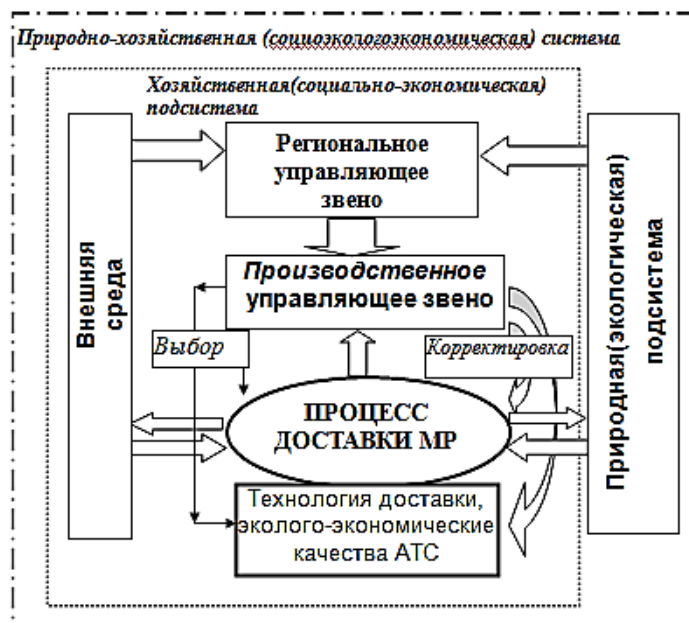 Природно-хозяйственная (социоэкологоэкономическая) система
Хозяйственная(социально-экономическая)
подсистема
Региональное
управляющее
звено
Внешняя
среда
Природная(экологическая)
подсистема
Производственное
управляющее звено
Выбор
Корректировка
ПРОЦЕСС
ДОСТАВКИ МР
Технология доставки,
эколого-экономические
качества АТС